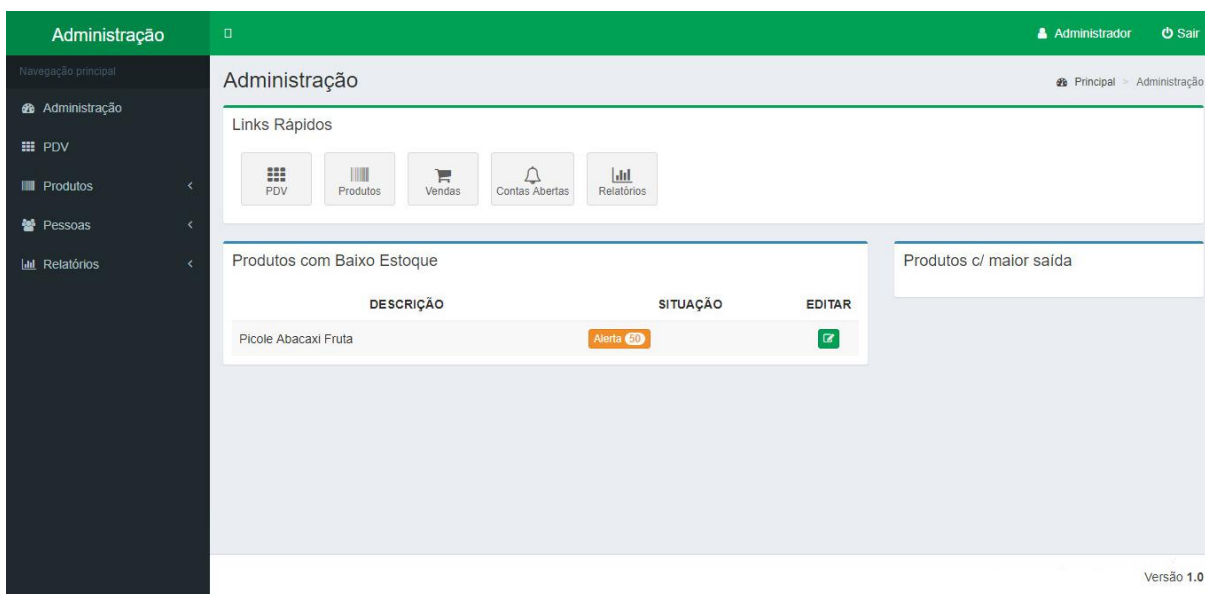 Administração
Administrador Sair
Navegação principal
Administração
PDV
Produtos
Pessoas
Relatórios
Administração
Principal > Administração
Links Rápidos
PDV Produtos Vendas Contas Abertas Relatórios
Produtos com Baixo Estoque
DESCRIÇÃO SITUAÇÃO EDITAR
Picole Abacaxi Fruta Alerta 50
Produtos c/ maior saída
Versão 1.0